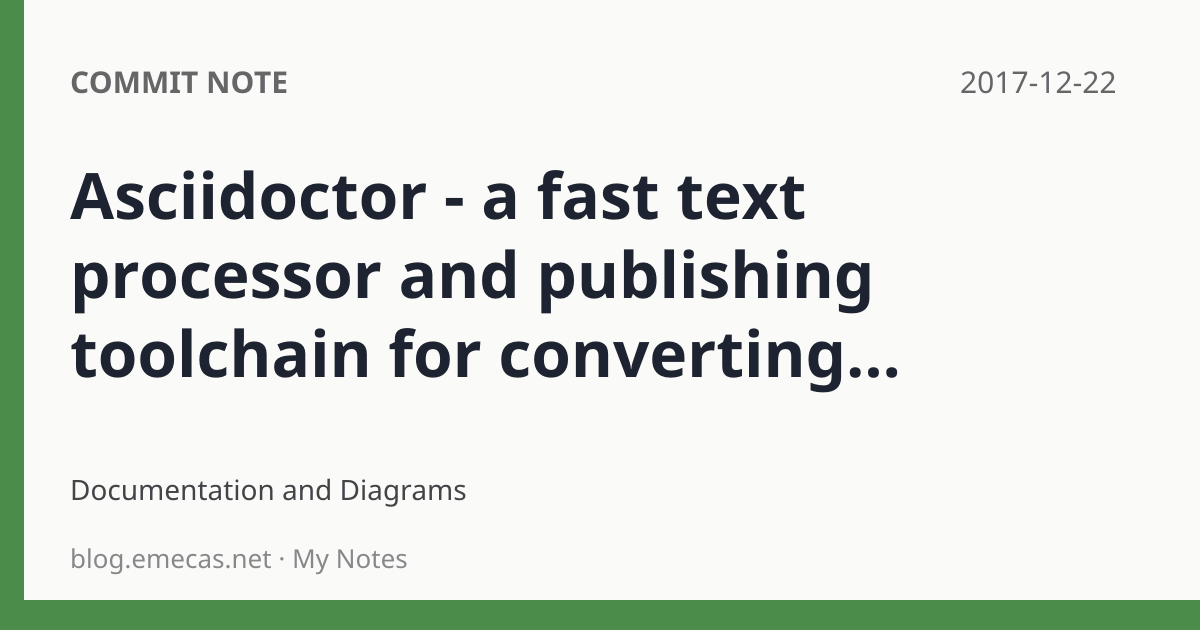 COMMIT NOTE
2017-12-22
Asciidoctor - a fast text
processor and publishing
toolchain for converting...
Documentation and Diagrams
blog.emecas.net · My Notes